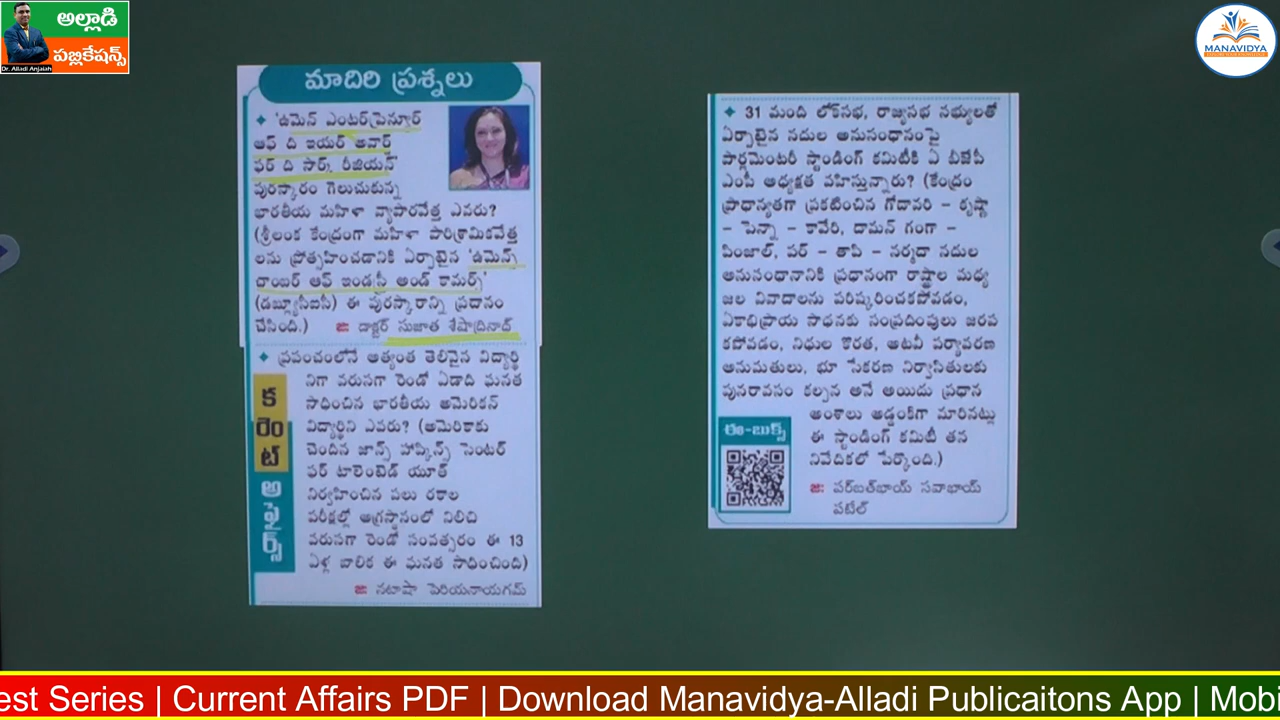 అల్లాడి
పబ్లికేషన్స్
Dr. Alladi Anjaiah
MANAVIDYA
మాదిరి ప్రశ్నలు
'ఉమెన్ ఎంటర్‌ప్రెన్యూర్
ఆఫ్ ది ఇయర్ అవార్డ్
ఫర్ ది సార్క్ రీజియన్'
పురస్కారం గెలుచుకున్న
భారతీయ మహిళా వ్యాపారవేత్త ఎవరు?
(శ్రీలంక కేంద్రంగా మహిళా పారిశ్రామికవేత్త
లను ప్రోత్సహించడానికి ఏర్పాటైన 'ఉమెన్స్
చాంబర్ ఆఫ్ ఇండస్ట్రీ అండ్ కామర్స్'
(డబ్ల్యూసీఐసీ) ఈ పురస్కారాన్ని ప్రదానం
చేసింది.) జ: డాక్టర్ సుజాత శేషాద్రినాథ్
ప్రపంచంలోనే అత్యంత తెలివైన విద్యార్థి
నిగా వరుసగా రెండో ఏడాది ఘనత
సాధించిన భారతీయ అమెరికన్
విద్యార్థిని ఎవరు? (అమెరికాకు
చెందిన జాన్స్ హాప్కిన్స్ సెంటర్
ఫర్ టాలెంటెడ్ యూత్
నిర్వహించిన పలు రకాల
పరీక్షల్లో అగ్రస్థానంలో నిలిచి
వరుసగా రెండో సంవత్సరం ఈ 13
ఏళ్ల బాలిక ఈ ఘనత సాధించింది)
జ: నటాషా పెరియనాయగమ్
కరెంట్
అఫైర్స్
31 మంది లోక్‌సభ, రాజ్యసభ సభ్యులతో
ఏర్పాటైన నదుల అనుసంధానంపై
పార్లమెంటరీ స్టాండింగ్ కమిటీకి ఏ బీజేపీ
ఎంపీ అధ్యక్షత వహిస్తున్నారు? (కేంద్రం
ప్రాధాన్యతగా ప్రకటించిన గోదావరి – కృష్ణా
– పెన్నా – కావేరి, దామన్ గంగా –
పింజాల్, పర్ – తాపి – నర్మదా నదుల
అనుసంధానానికి ప్రధానంగా రాష్ట్రాల మధ్య
జల వివాదాలను పరిష్కరించకపోవడం,
ఏకాభిప్రాయ సాధనకు సంప్రదింపులు జరప
కపోవడం, నిధుల కొరత, అటవీ పర్యావరణ
అనుమతులు, భూ సేకరణ నిర్వాసితులకు
పునరావసం కల్పన అనే అయిదు ప్రధాన
అంశాలు అడ్డంకిగా మారినట్లు
ఈ స్టాండింగ్ కమిటీ తన
నివేదికలో పేర్కొంది.)
జ: పర్‌బత్‌భాయ్ సవాభాయ్
పటేల్
ఈ-బుక్స్
est Series | Current Affairs PDF | Download Manavidya-Alladi Publicaitons App | Mobi